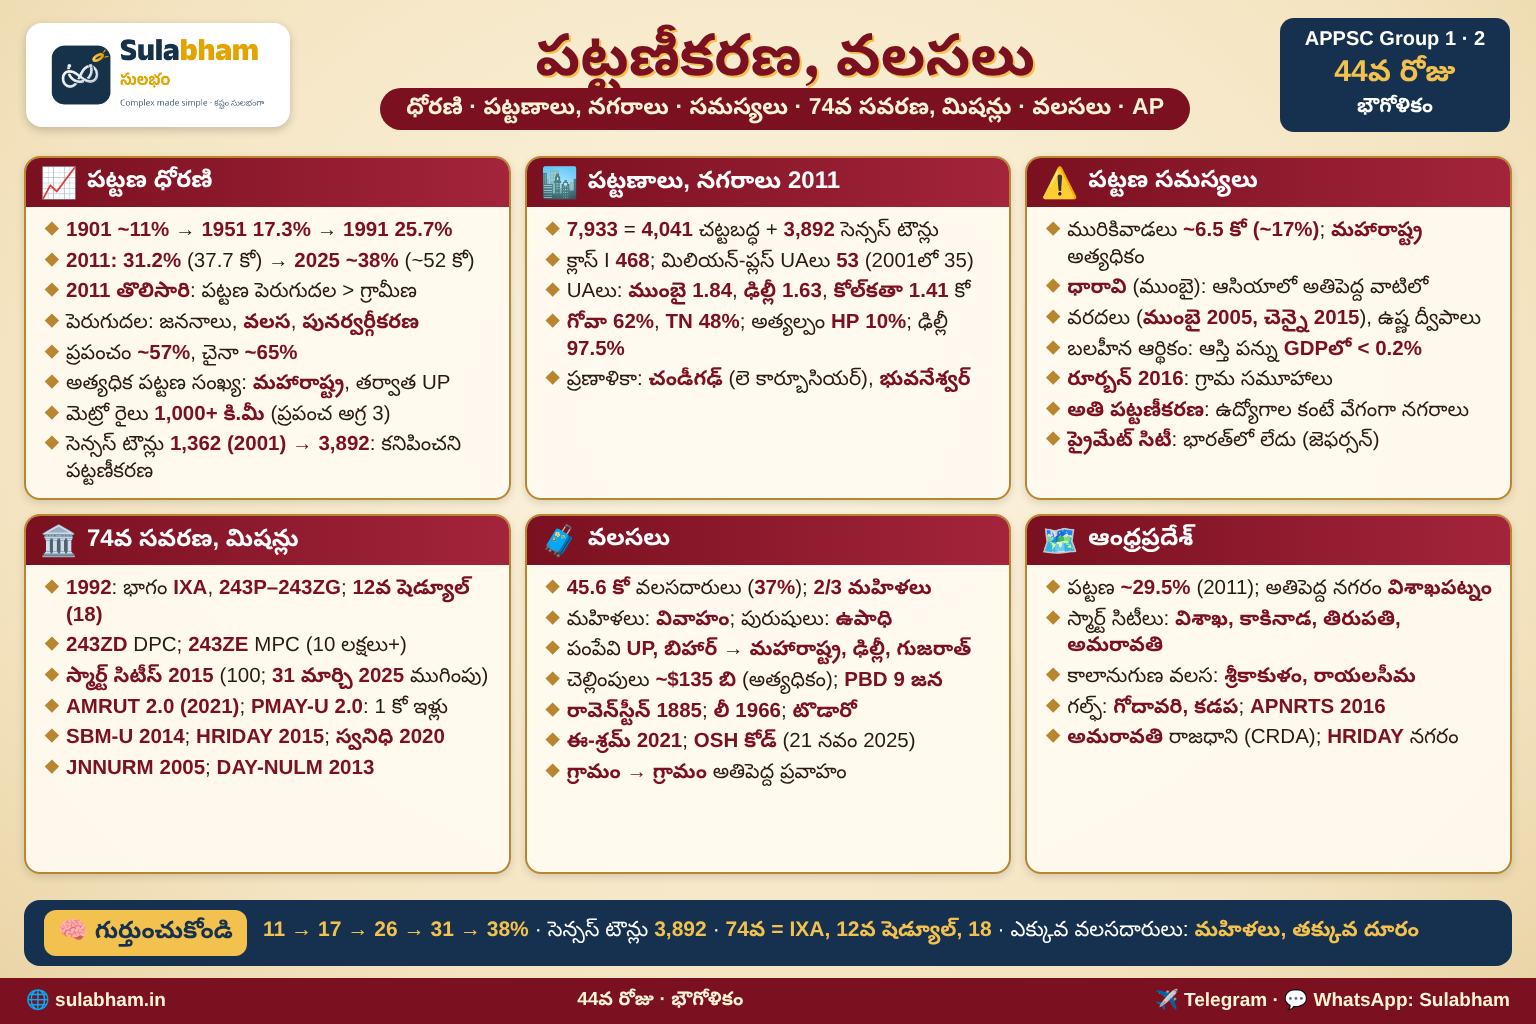 Sulabham
సులభం
Complex made simple · కష్టం సులభంగా
పట్టణీకరణ, వలసలు
ధోరణి · పట్టణాలు, నగరాలు · సమస్యలు · 74వ సవరణ, మిషన్లు · వలసలు · AP
APPSC Group 1 · 2
44వ రోజు
భౌగోళికం
పట్టణ ధోరణి
1901 ~11% → 1951 17.3% → 1991 25.7%
2011: 31.2% (37.7 కో) → 2025 ~38% (~52 కో)
2011 తొలిసారి: పట్టణ పెరుగుదల > గ్రామీణ
పెరుగుదల: జననాలు, వలస, పునర్వర్గీకరణ
ప్రపంచం ~57%, చైనా ~65%
అత్యధిక పట్టణ సంఖ్య: మహారాష్ట్ర, తర్వాత UP
మెట్రో రైలు 1,000+ కి.మీ (ప్రపంచ అగ్ర 3)
సెన్సస్ టౌన్లు 1,362 (2001) → 3,892: కనిపించని
పట్టణీకరణ
పట్టణాలు, నగరాలు 2011
7,933 = 4,041 చట్టబద్ధ + 3,892 సెన్సస్ టౌన్లు
క్లాస్ I 468; మిలియన్-ప్లస్ UAలు 53 (2001లో 35)
UAలు: ముంబై 1.84, ఢిల్లీ 1.63, కోల్‌కతా 1.41 కో
గోవా 62%, TN 48%; అత్యల్పం HP 10%; ఢిల్లీ
97.5%
ప్రణాళికా: చండీగఢ్ (లె కార్బూసియర్), భువనేశ్వర్
పట్టణ సమస్యలు
మురికివాడలు ~6.5 కో (~17%); మహారాష్ట్ర
అత్యధికం
ధారావి (ముంబై): ఆసియాలో అతిపెద్ద వాటిలో
వరదలు (ముంబై 2005, చెన్నై 2015), ఉష్ణ ద్వీపాలు
బలహీన ఆర్థికం: ఆస్తి పన్ను GDPలో < 0.2%
రూర్బన్ 2016: గ్రామ సమూహాలు
అతి పట్టణీకరణ: ఉద్యోగాల కంటే వేగంగా నగరాలు
ప్రైమేట్ సిటీ: భారత్‌లో లేదు (జెఫర్సన్)
74వ సవరణ, మిషన్లు
1992: భాగం IXA, 243P–243ZG; 12వ షెడ్యూల్
(18)
243ZD DPC; 243ZE MPC (10 లక్షలు+)
స్మార్ట్ సిటీస్ 2015 (100; 31 మార్చి 2025 ముగింపు)
AMRUT 2.0 (2021); PMAY-U 2.0: 1 కో ఇళ్లు
SBM-U 2014; HRIDAY 2015; స్వనిధి 2020
JNNURM 2005; DAY-NULM 2013
వలసలు
45.6 కో వలసదారులు (37%); 2/3 మహిళలు
మహిళలు: వివాహం; పురుషులు: ఉపాధి
పంపేవి UP, బిహార్ → మహారాష్ట్ర, ఢిల్లీ, గుజరాత్
చెల్లింపులు ~$135 బి (అత్యధికం); PBD 9 జన
రావెన్‌స్టీన్ 1885; లీ 1966; టొడారో
ఈ-శ్రమ్ 2021; OSH కోడ్ (21 నవం 2025)
గ్రామం → గ్రామం అతిపెద్ద ప్రవాహం
ఆంధ్రప్రదేశ్
పట్టణ ~29.5% (2011); అతిపెద్ద నగరం విశాఖపట్నం
స్మార్ట్ సిటీలు: విశాఖ, కాకినాడ, తిరుపతి,
అమరావతి
కాలానుగుణ వలస: శ్రీకాకుళం, రాయలసీమ
గల్ఫ్: గోదావరి, కడప; APNRTS 2016
అమరావతి రాజధాని (CRDA); HRIDAY నగరం
గుర్తుంచుకోండి 11 → 17 → 26 → 31 → 38% · సెన్సస్ టౌన్లు 3,892 · 74వ = IXA, 12వ షెడ్యూల్, 18 · ఎక్కువ వలసదారులు: మహిళలు, తక్కువ దూరం
sulabham.in
44వ రోజు · భౌగోళికం
Telegram · WhatsApp: Sulabham